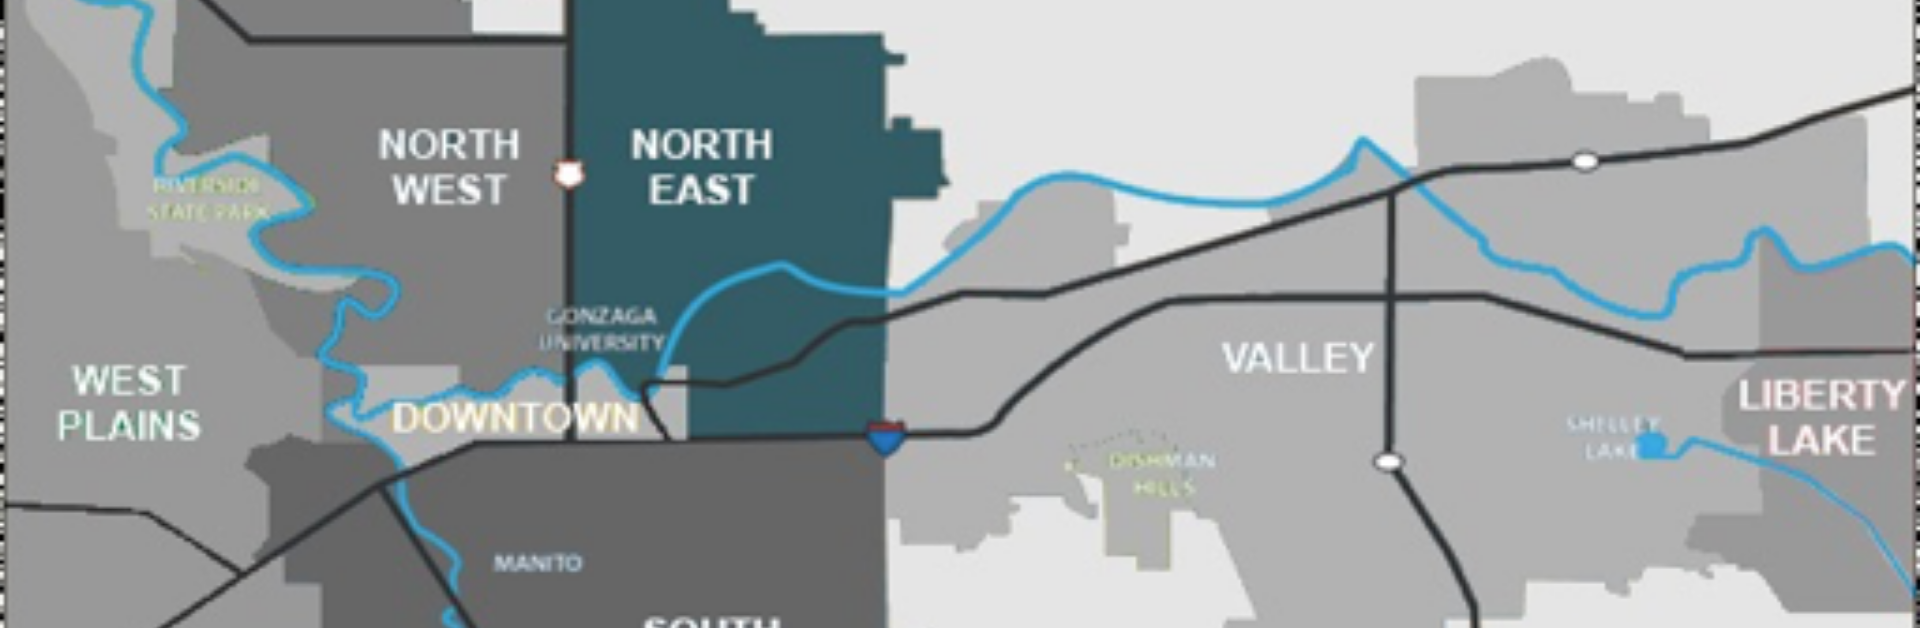 NORTH
WEST
NORTH
EAST
RIVERSIDE
STATE PARK
GONZAGA
UNIVERSITY
WEST
PLAINS
DOWNTOWN
VALLEY
LIBERTY
LAKE
SHELLEY
LAKE
DISHMAN
HILLS
MANITO
SOUTH